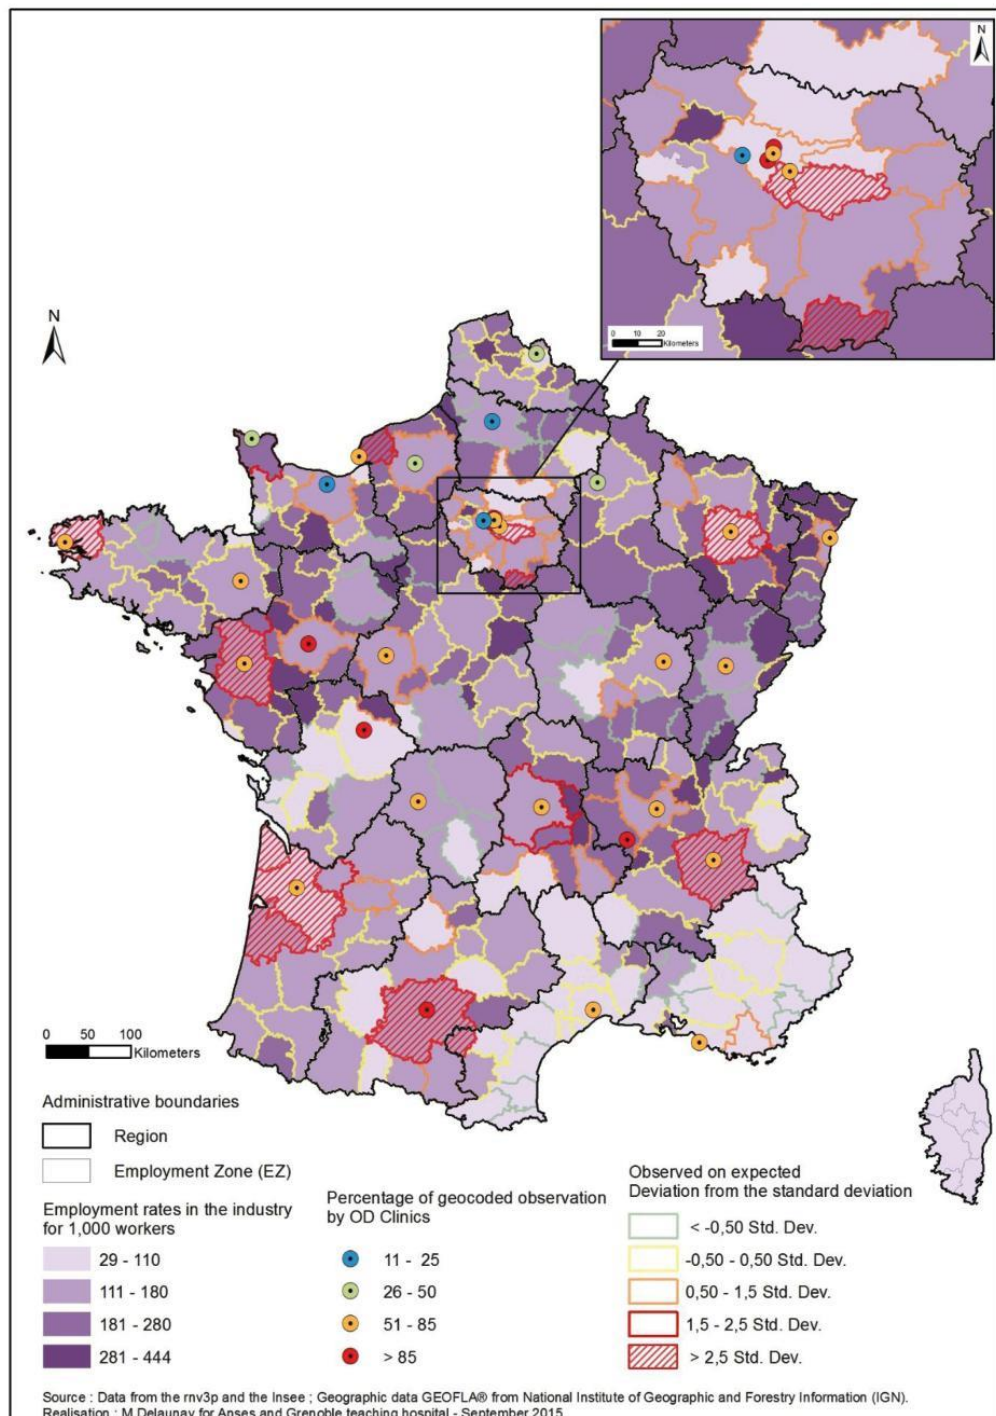 N
0 10 20
Kilometers
N
0 50 100
Kilometers
Administrative boundaries
Region
Employment Zone (EZ)
Employment rates in the industry
for 1,000 workers
29 - 110
111 - 180
181 - 280
281 - 444
Percentage of geocoded observation
by OD Clinics
11 - 25
26 - 50
51 - 85
> 85
Observed on expected
Deviation from the standard deviation
< -0,50 Std. Dev.
-0,50 - 0,50 Std. Dev.
0,50 - 1,5 Std. Dev.
1,5 - 2,5 Std. Dev.
> 2,5 Std. Dev.
Source : Data from the rnv3p and the Insee ; Geographic data GEOFLA® from National Institute of Geographic and Forestry Information (IGN).
Realisation : M.Delaunay for Anses and Grenoble teaching hospital - September 2015